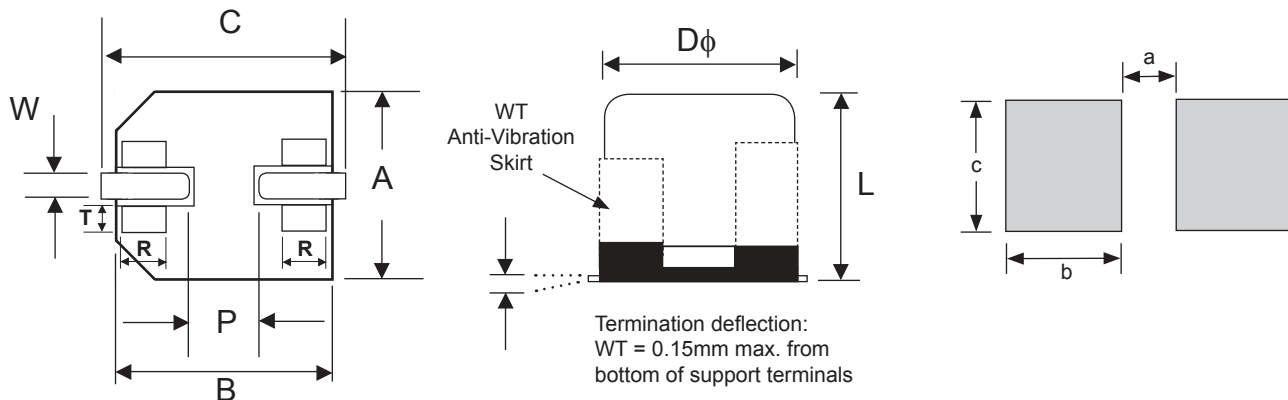 C
W
A
T
R
R
P
B
Dϕ
WT
Anti-Vibration
Skirt
L
Termination deflection:
WT = 0.15mm max. from
bottom of support terminals
a
c
b